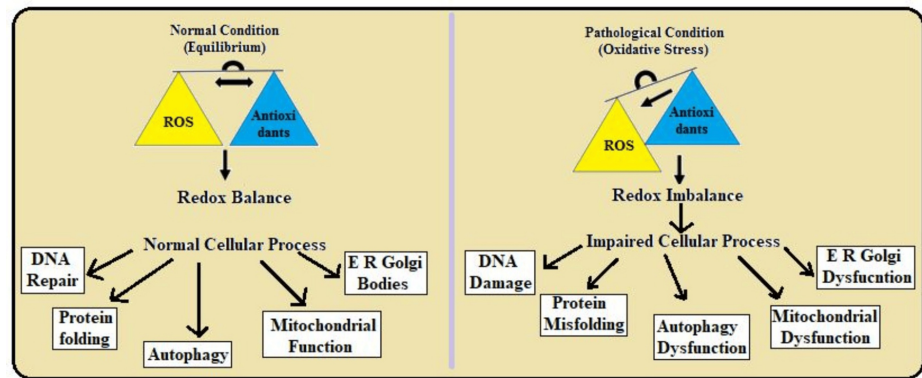 Normal Condition
(Equilibrium)
ROS
Antioxi
dants
Redox Balance
Normal Cellular Process
DNA
Repair
Protein
folding
Autophagy
Mitochondrial
Function
E R Golgi
Bodies
Pathological Condition
(Oxidative Stress)
ROS
Antioxi
dants
Redox Imbalance
Impaired Cellular Process
DNA
Damage
Protein
Misfolding
Autophagy
Dysfunction
Mitochondrial
Dysfunction
E R Golgi
Dysfucntion